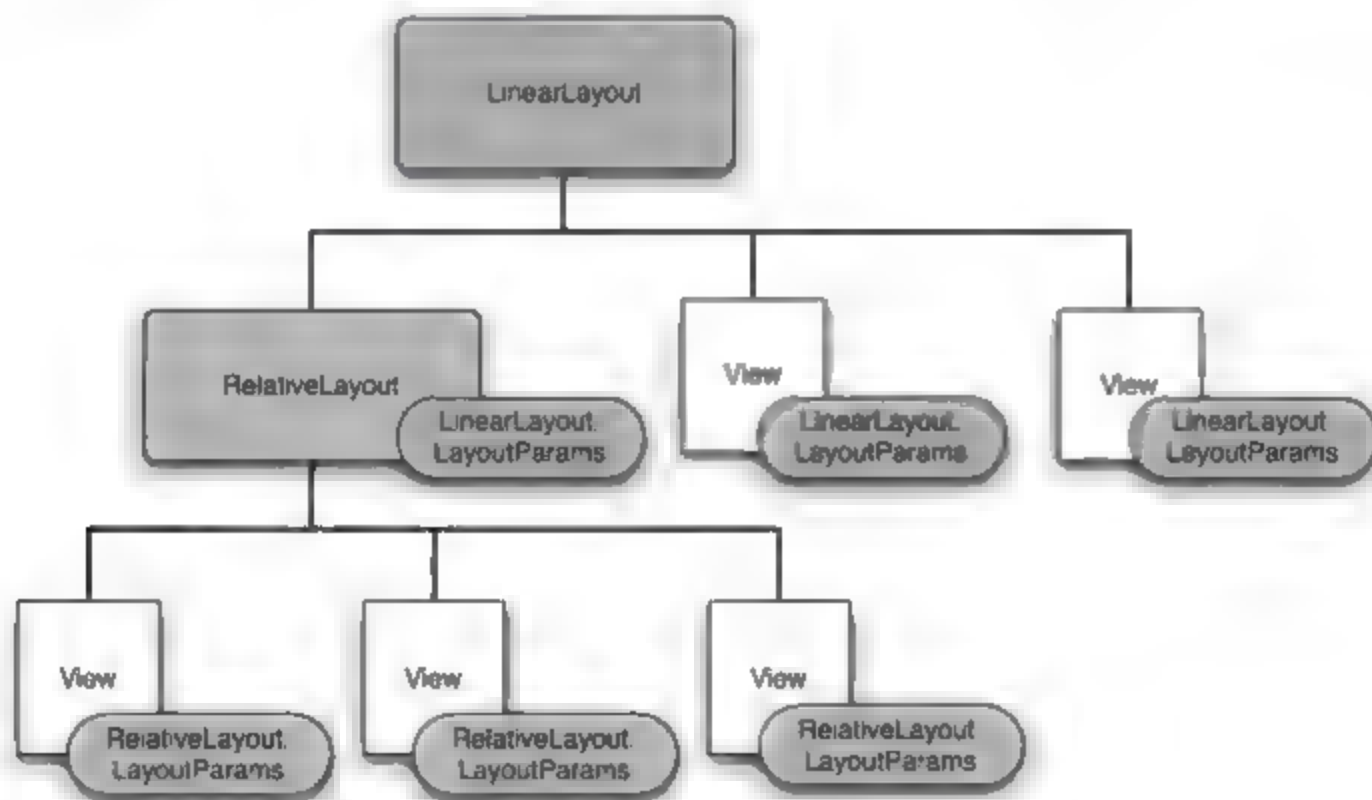 LinearLayout
RelativeLayout
LinearLayout.
LayoutParams
View
LinearLayout.
LayoutParams
View
LinearLayout
LayoutParams
View
RelativeLayout.
LayoutParams
View
RelativeLayout.
LayoutParams
View
RelativeLayout
LayoutParams